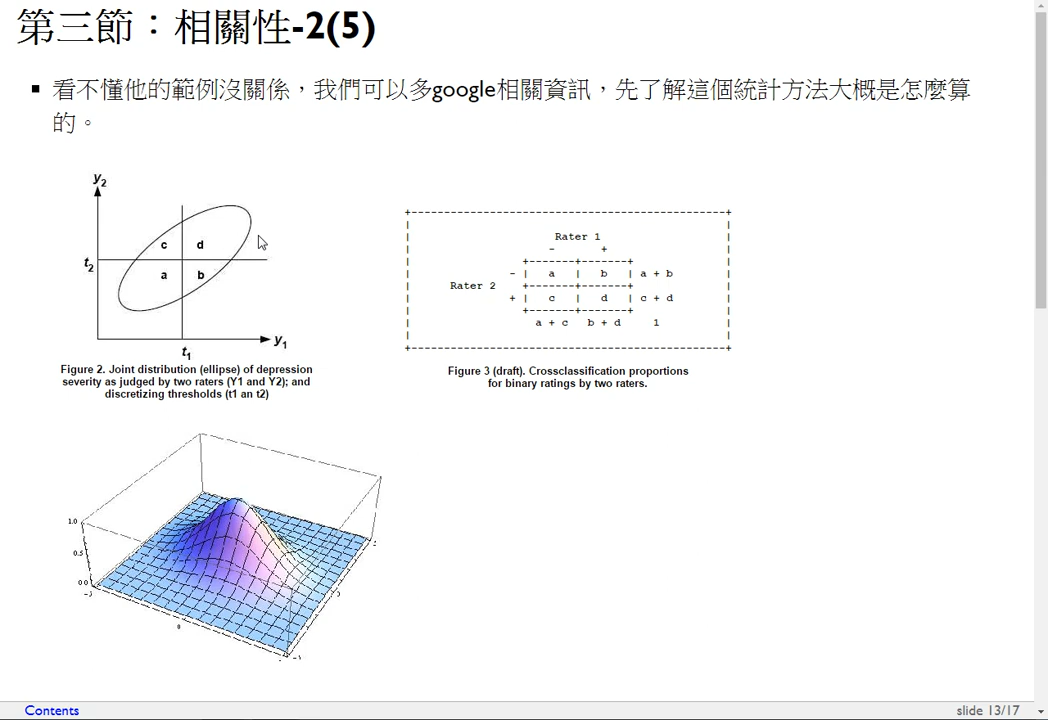 第三節：相關性-2(5)
看不懂他的範例沒關係，我們可以多google相關資訊，先了解這個統計方法大概是怎麼算
的。
y2
c d
t2
a b
y1
t1
Figure 2. Joint distribution (ellipse) of depression
severity as judged by two raters (Y1 and Y2); and
discretizing thresholds (t1 an t2)
+-------------------------------------------------------+
Rater 1
- +
+-------+-------+
- | a | b | a + b
Rater 2 +-------+-------+
+ | c | d | c + d
+-------+-------+
a + c b + d 1
+-------------------------------------------------------+
Figure 3 (draft). Crossclassification proportions
for binary ratings by two raters.
1.0
0.5
0.0
-3
0
Contents
slide 13/17